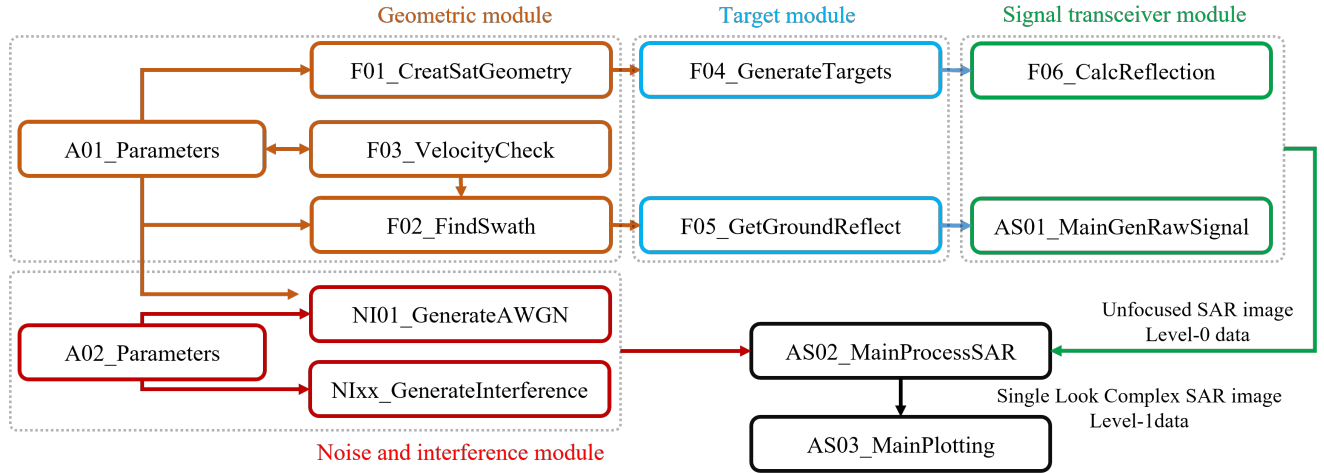 Geometric module
Target module
Signal transceiver module
F01_CreatSatGeometry
F04_GenerateTargets
F06_CalcReflection
A01_Parameters
F03_VelocityCheck
F02_FindSwath
F05_GetGroundReflect
AS01_MainGenRawSignal
NI01_GenerateAWGN
Unfocused SAR image
Level-0 data
A02_Parameters
AS02_MainProcessSAR
NIxx_GenerateInterference
Single Look Complex SAR image
Level-1data
AS03_MainPlotting
Noise and interference module